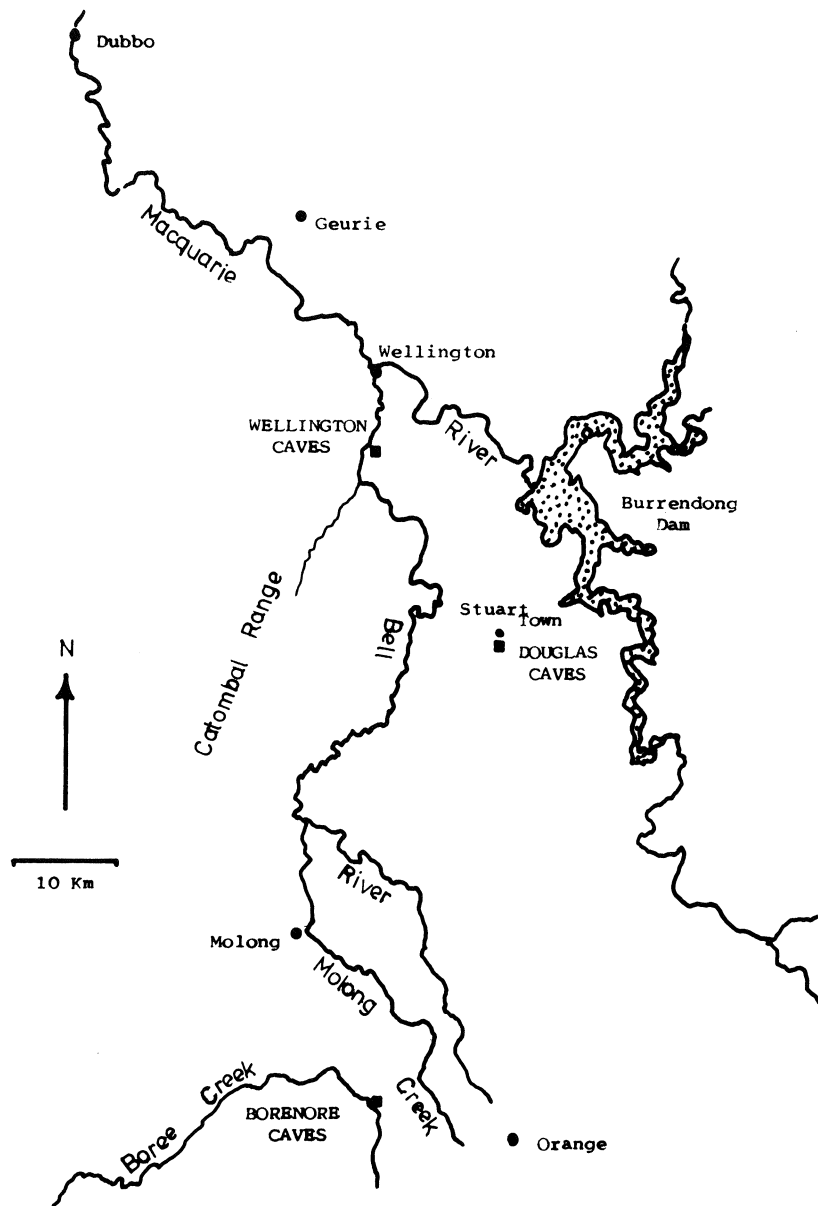 Dubbo
Geurie
Macquarie
Wellington
WELLINGTON
CAVES
River
Burrendong
Dam
Catombal Range
Bell
Stuart
Town
DOUGLAS
CAVES
N
10 Km
River
Molong
Molong
Creek
Boree Creek
BORENORE
CAVES
Orange